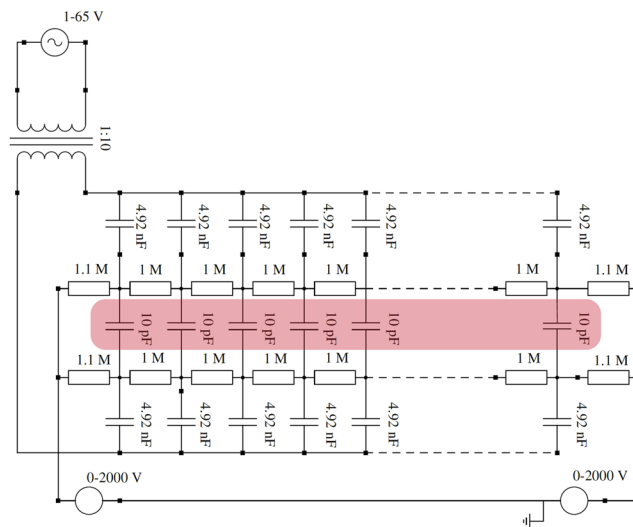 1-65 V
1:10
4.92 nF 4.92 nF 4.92 nF 4.92 nF 4.92 nF 4.92 nF
1.1 M 1 M 1 M 1 M 1 M 1 M 1.1 M
10 pF 10 pF 10 pF 10 pF 10 pF 10 pF
1.1 M 1 M 1 M 1 M 1 M 1 M 1.1 M
4.92 nF 4.92 nF 4.92 nF 4.92 nF 4.92 nF 4.92 nF
0-2000 V 0-2000 V